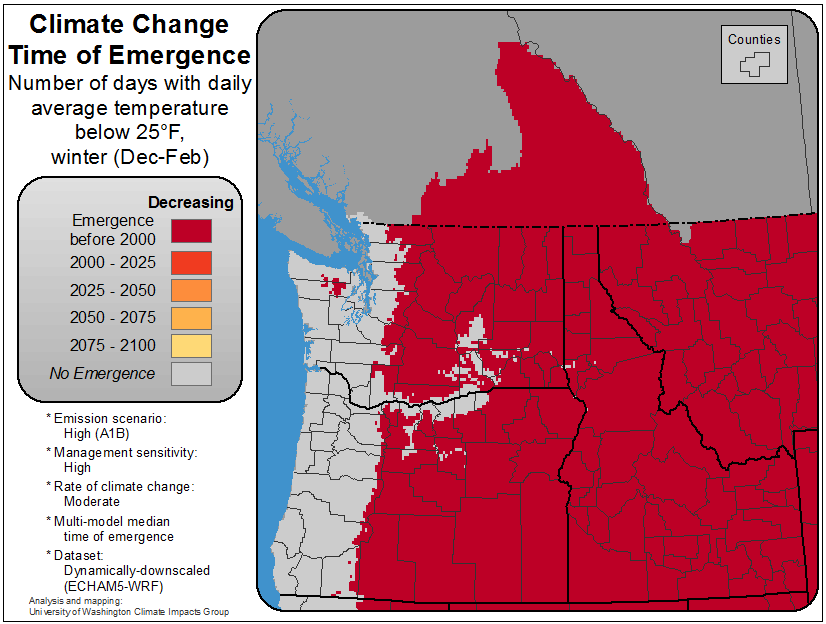 Climate Change
Time of Emergence
Number of days with daily
average temperature
below 25°F,
winter (Dec-Feb)
Decreasing
Emergence
before 2000
2000 - 2025
2025 - 2050
2050 - 2075
2075 - 2100
No Emergence
* Emission scenario:
High (A1B)
* Management sensitivity:
High
* Rate of climate change:
Moderate
* Multi-model median
time of emergence
* Dataset:
Dynamically-downscaled
(ECHAM5-WRF)
Analysis and mapping:
University of Washington Climate Impacts Group
Counties